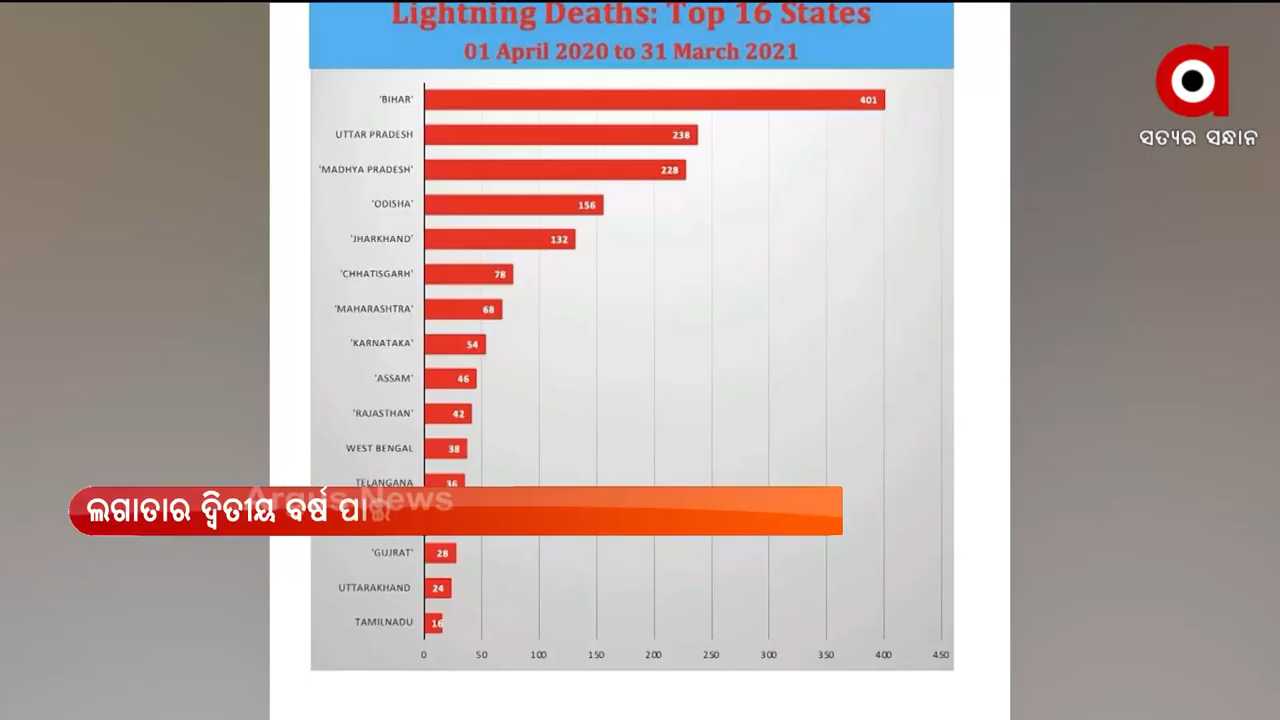 Lightning Deaths: Top 16 States
01 April 2020 to 31 March 2021
ସତ୍ୟର ସନ୍ଧାନ
'BIHAR' 401
UTTAR PRADESH 238
'MADHYA PRADESH' 228
'ODISHA' 156
'JHARKHAND' 132
'CHHATISGARH' 78
'MAHARASHTRA' 68
'KARNATAKA' 54
'ASSAM' 46
'RAJASTHAN' 42
WEST BENGAL 38
TELANGANA 36
Argus News
ଲଗାତାର ଦ୍ୱିତୀୟ ବର୍ଷ ପାଇଁ
'GUJRAT' 28
UTTARAKHAND 24
TAMILNADU 16
0 50 100 150 200 250 300 350 400 450